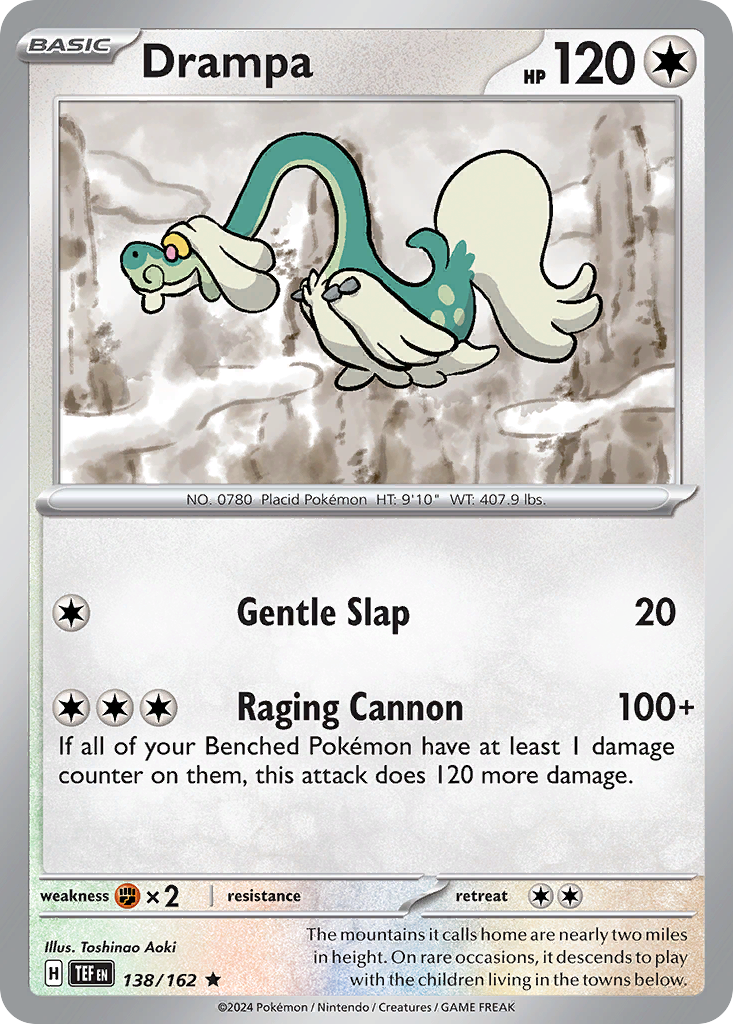 BASIC
Drampa
HP 120
NO. 0780 Placid Pokémon HT: 9'10" WT: 407.9 lbs.
Gentle Slap 20
Raging Cannon 100+
If all of your Benched Pokémon have at least 1 damage
counter on them, this attack does 120 more damage.
weakness ×2 resistance retreat
Illus. Toshinao Aoki
H TEF EN 138/162
The mountains it calls home are nearly two miles
in height. On rare occasions, it descends to play
with the children living in the towns below.
©2024 Pokémon / Nintendo / Creatures / GAME FREAK